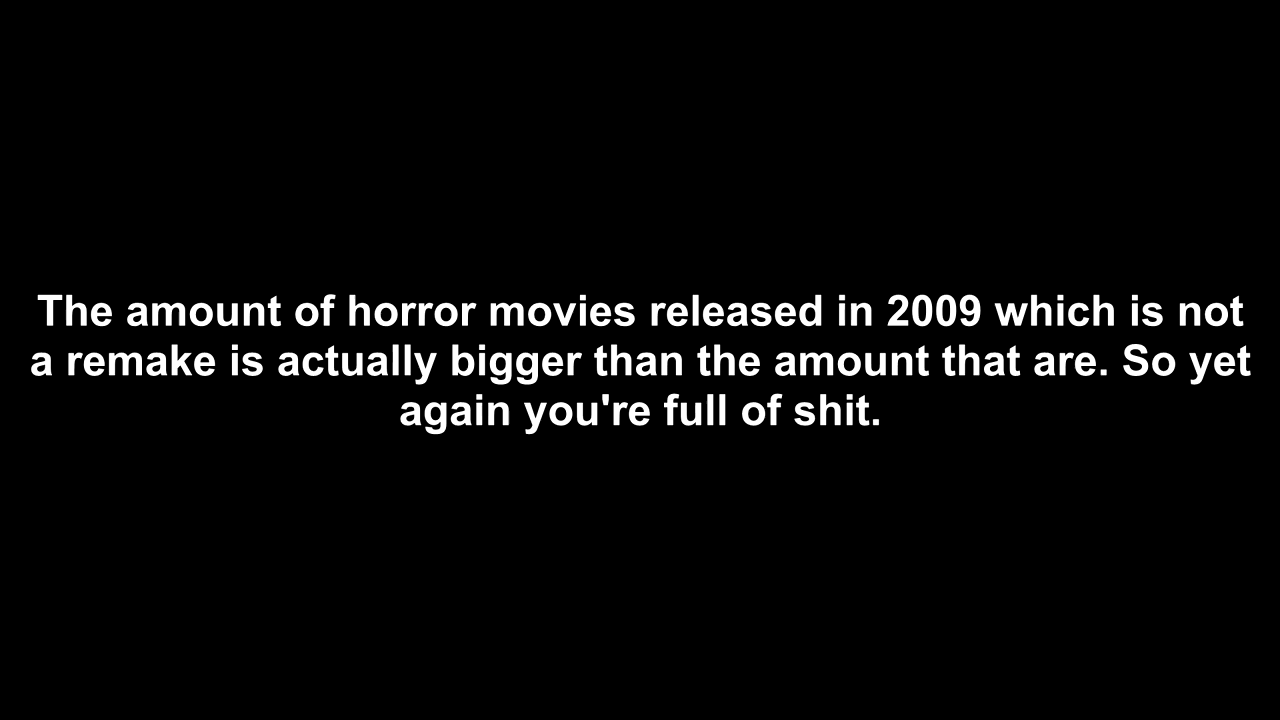 The amount of horror movies released in 2009 which is not
a remake is actually bigger than the amount that are. So yet
again you're full of shit.